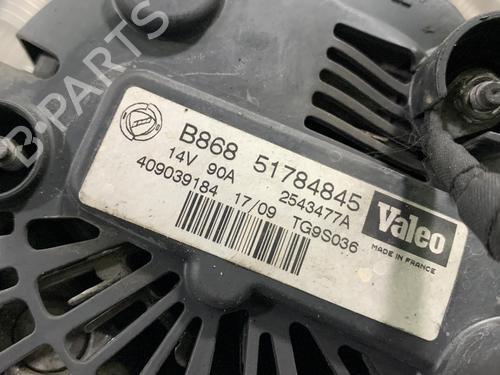 B-PARTS
B868 51784845
14V 90A 2543477A
409039184 17/09 TG9S036
Valeo
MADE IN FRANCE